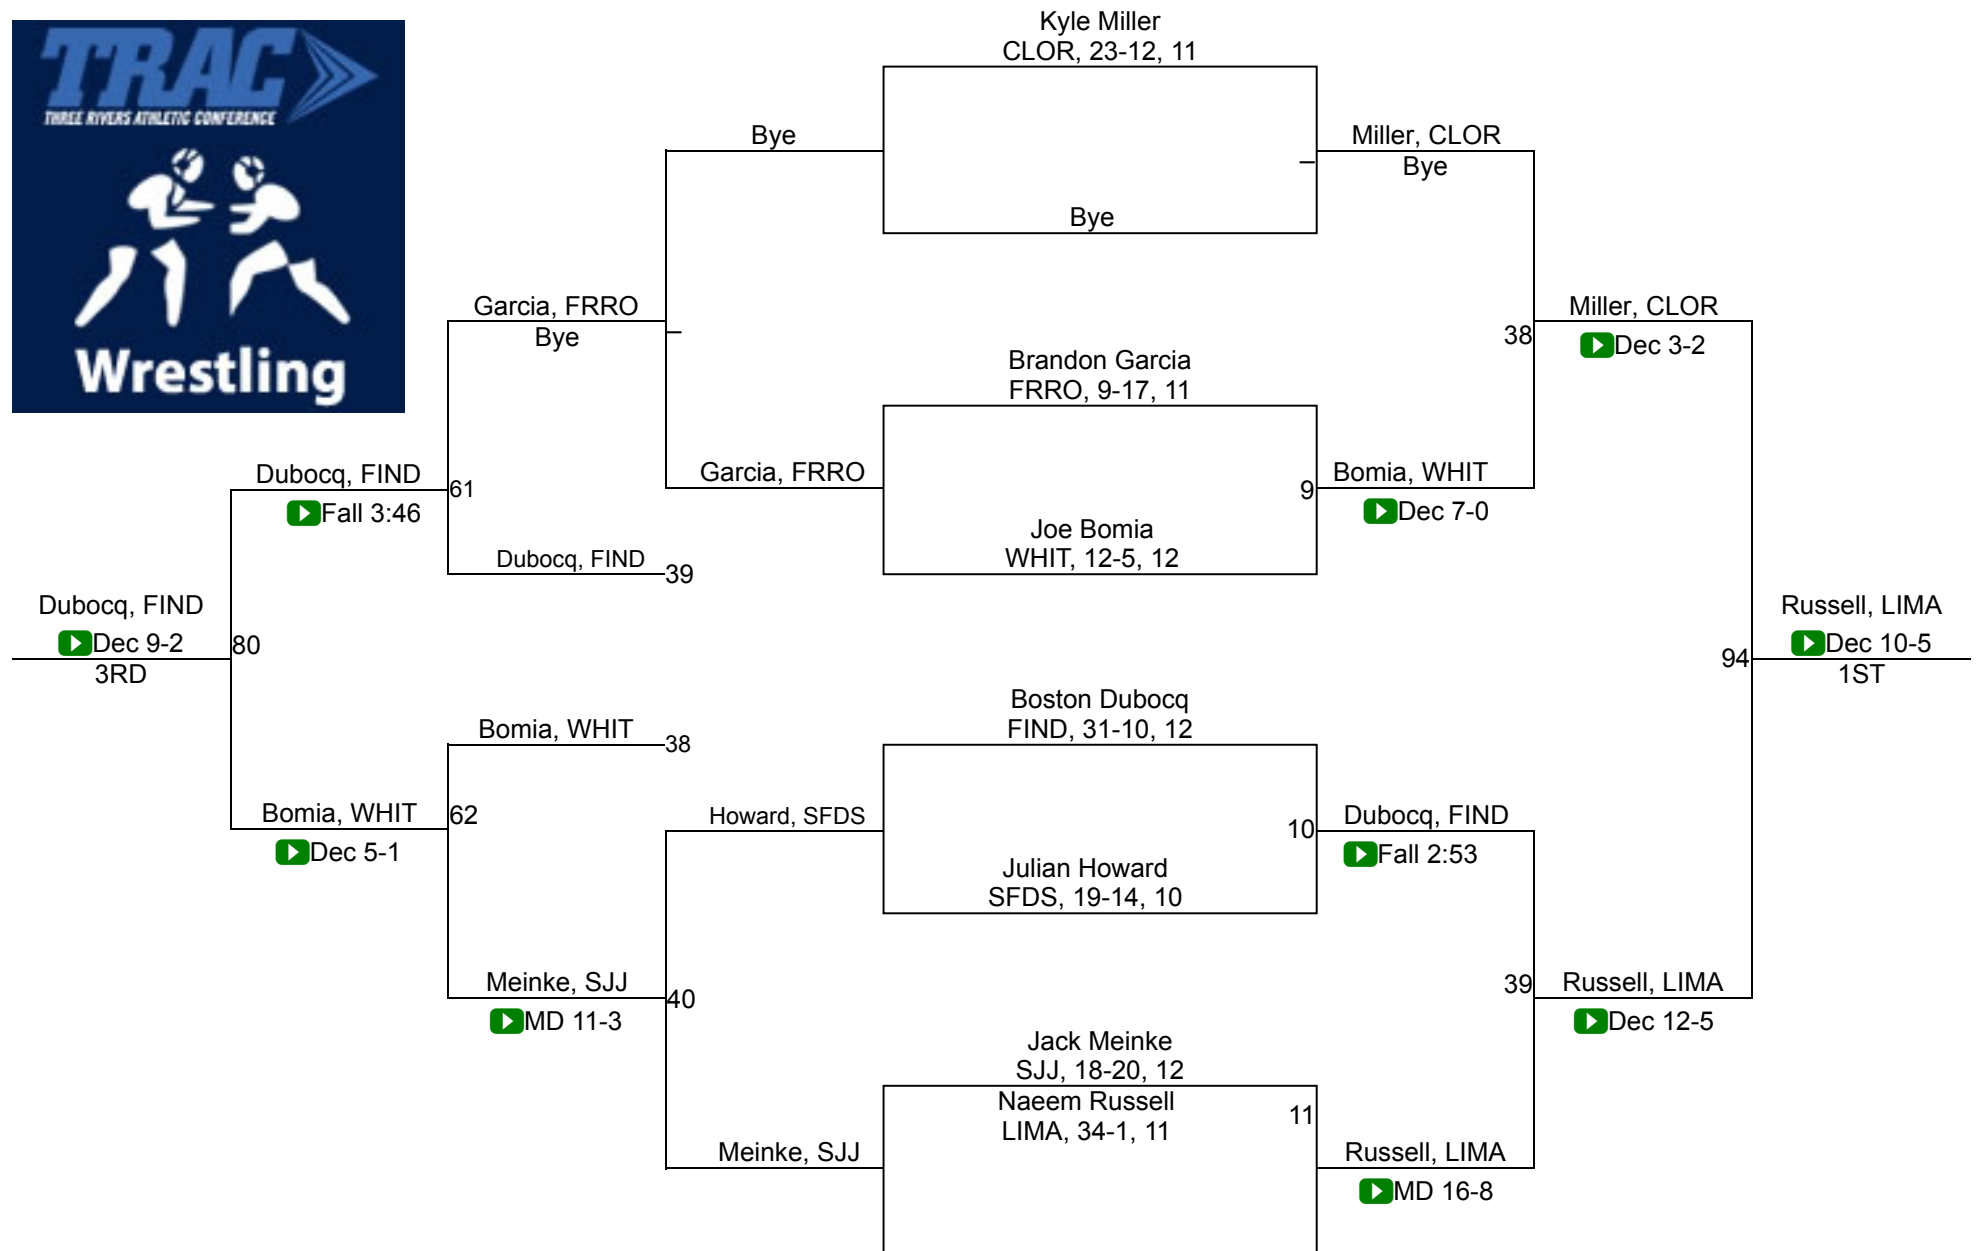 TRAC
THREE RIVERS ATHLETIC CONFERENCE
Wrestling
Kyle Miller
CLOR, 23-12, 11
Bye
Miller, CLOR
Bye
Bye
Garcia, FRRO
Bye
Miller, CLOR
38
Dec 3-2
Brandon Garcia
FRRO, 9-17, 11
Dubocq, FIND
61
Fall 3:46
Garcia, FRRO
9
Bomia, WHIT
Dec 7-0
Joe Bomia
WHIT, 12-5, 12
Dubocq, FIND
39
Dubocq, FIND
Dec 9-2
3RD
80
Russell, LIMA
94
Dec 10-5
1ST
Boston Dubocq
FIND, 31-10, 12
Bomia, WHIT
38
Bomia, WHIT
62
Dec 5-1
Howard, SFDS
10
Dubocq, FIND
Fall 2:53
Julian Howard
SFDS, 19-14, 10
Meinke, SJJ
40
MD 11-3
39
Russell, LIMA
Dec 12-5
Jack Meinke
SJJ, 18-20, 12
Naeem Russell
LIMA, 34-1, 11
11
Meinke, SJJ
Russell, LIMA
MD 16-8